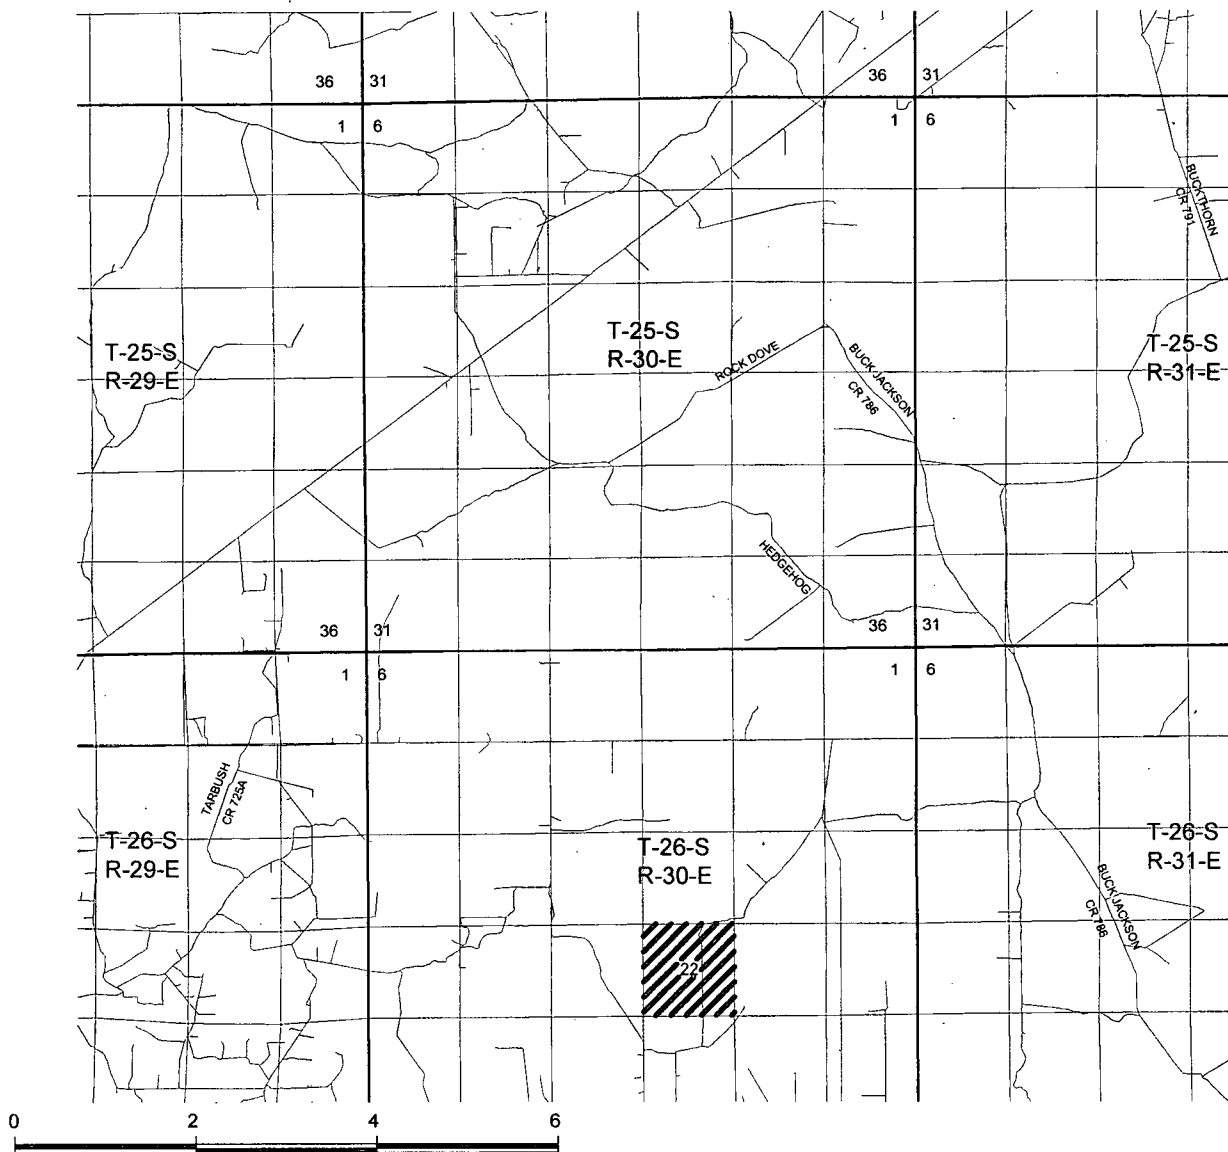 36 31
36 31
1 6
1 6
BUCKTHORN
CR 791
T-25-S
R-29-E
T-25-S
R-30-E
T-25-S
R-31-E
ROCK DOVE
BUCK JACKSON
CR 786
HEDGEHOG
36 31
36 31
1 6
1 6
TARBUSH
CR 725A
T-26-S
R-29-E
T-26-S
R-30-E
T-26-S
R-31-E
BUCK JACKSON
CR 786
22
0 2 4 6